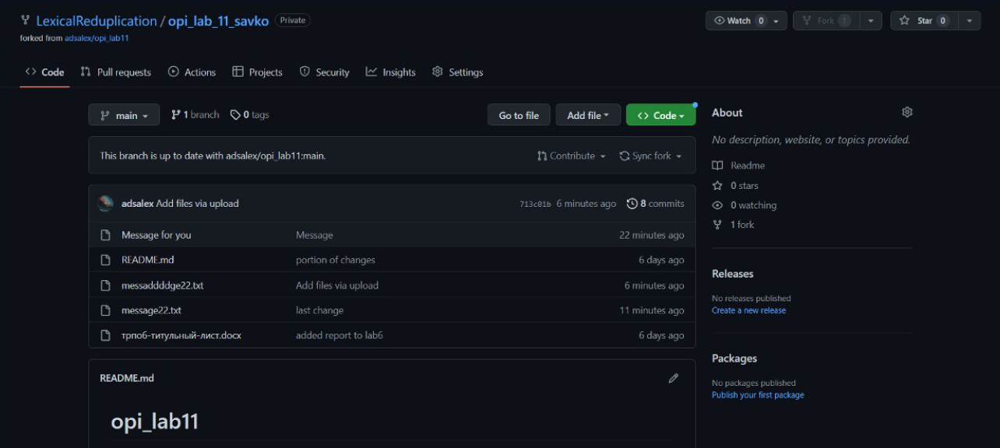 LexicalReduplication / opi_lab_11_savko Private
forked from adsalex/opi_lab11
Watch 0
Fork 1
Star 0
Code
Pull requests
Actions
Projects
Security
Insights
Settings
main
1 branch
0 tags
Go to file
Add file
Code
This branch is up to date with adsalex/opi_lab11:main.
Contribute
Sync fork
adsalex Add files via upload 713c01b 6 minutes ago 8 commits
Message for you Message 22 minutes ago
README.md portion of changes 6 days ago
messaddddge22.txt Add files via upload 6 minutes ago
message22.txt last change 11 minutes ago
трпо6-титульный-лист.docx added report to lab6 6 days ago
README.md
opi_lab11
About
No description, website, or topics provided.
Readme
0 stars
0 watching
1 fork
Releases
No releases published
Create a new release
Packages
No packages published
Publish your first package